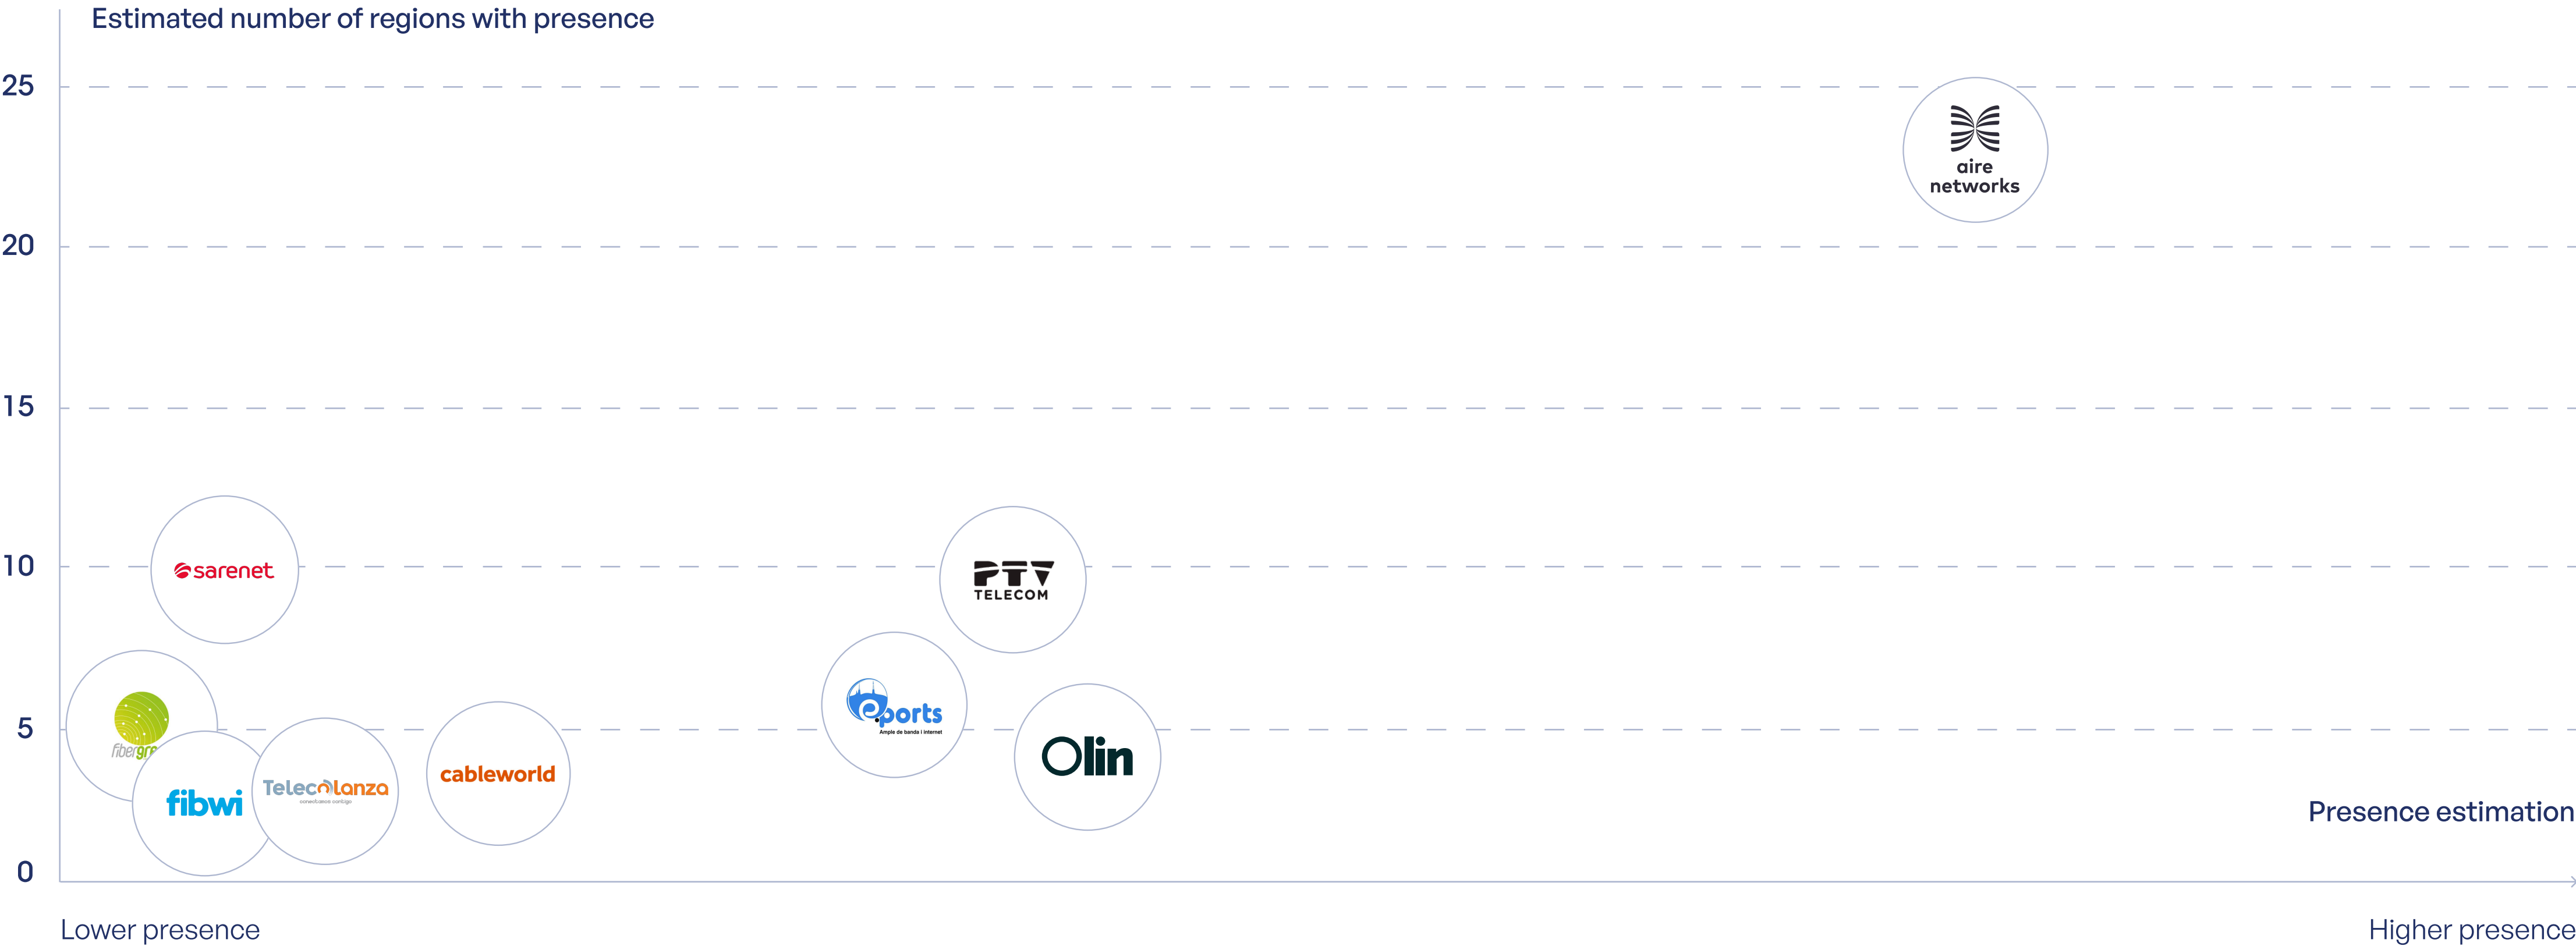 Estimated number of regions with presence
25
aire
networks
20
15
10
sarenet
PTV
TELECOM
5
e.ports
Ample de banda i internet
Olin
fibwi
Telecolanza
cableworld
Presence estimation
0
Lower presence
Higher presence